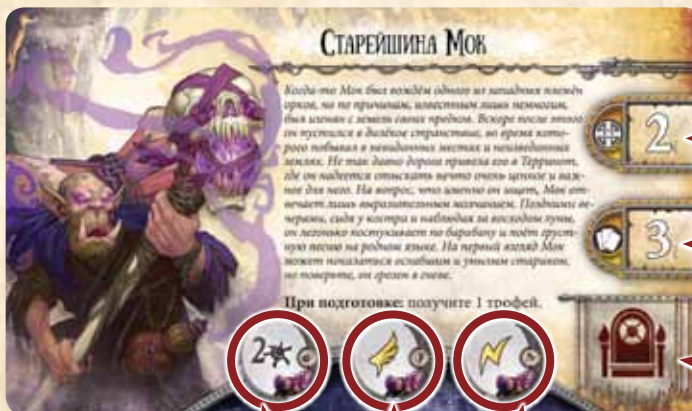 Старейшина Мок
Когда-то Мок был вождём одного из западных племён
орков, но по причинам, известным лишь немногим,
был изгнан с земель своих предков. Вскоре после этого
он пустился в далёкое странствие, во время кото-
рого побывал в невиданных местах и неизведанных
землях. Не так давно дорога привела его в Терринот,
где он надеется отыскать нечто очень ценное и важ-
ное для него. На вопрос, что именно он ищет, Мок от-
вечает лишь выразительным молчанием. Поздними ве-
черами, сидя у костра и наблюдая за восходом луны,
он легонько постукивает по барабану и поёт груст-
ную песню на родном языке. На первый взгляд Мок
может показаться ослабшим и унылым стариком,
но поверьте, он грозен в гневе.
При подготовке: получите 1 трофей.
2
3
2